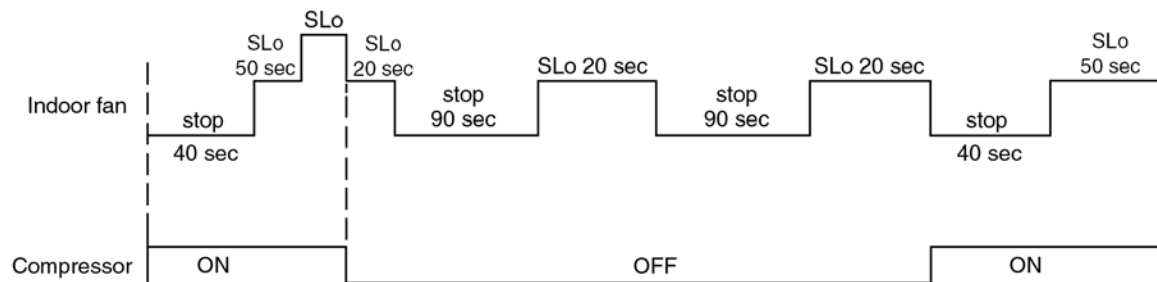 SLo
SLo
50 sec
SLo
20 sec
SLo 20 sec
SLo 20 sec
SLo
50 sec
Indoor fan
stop
40 sec
stop
90 sec
stop
90 sec
stop
40 sec
Compressor
ON
OFF
ON